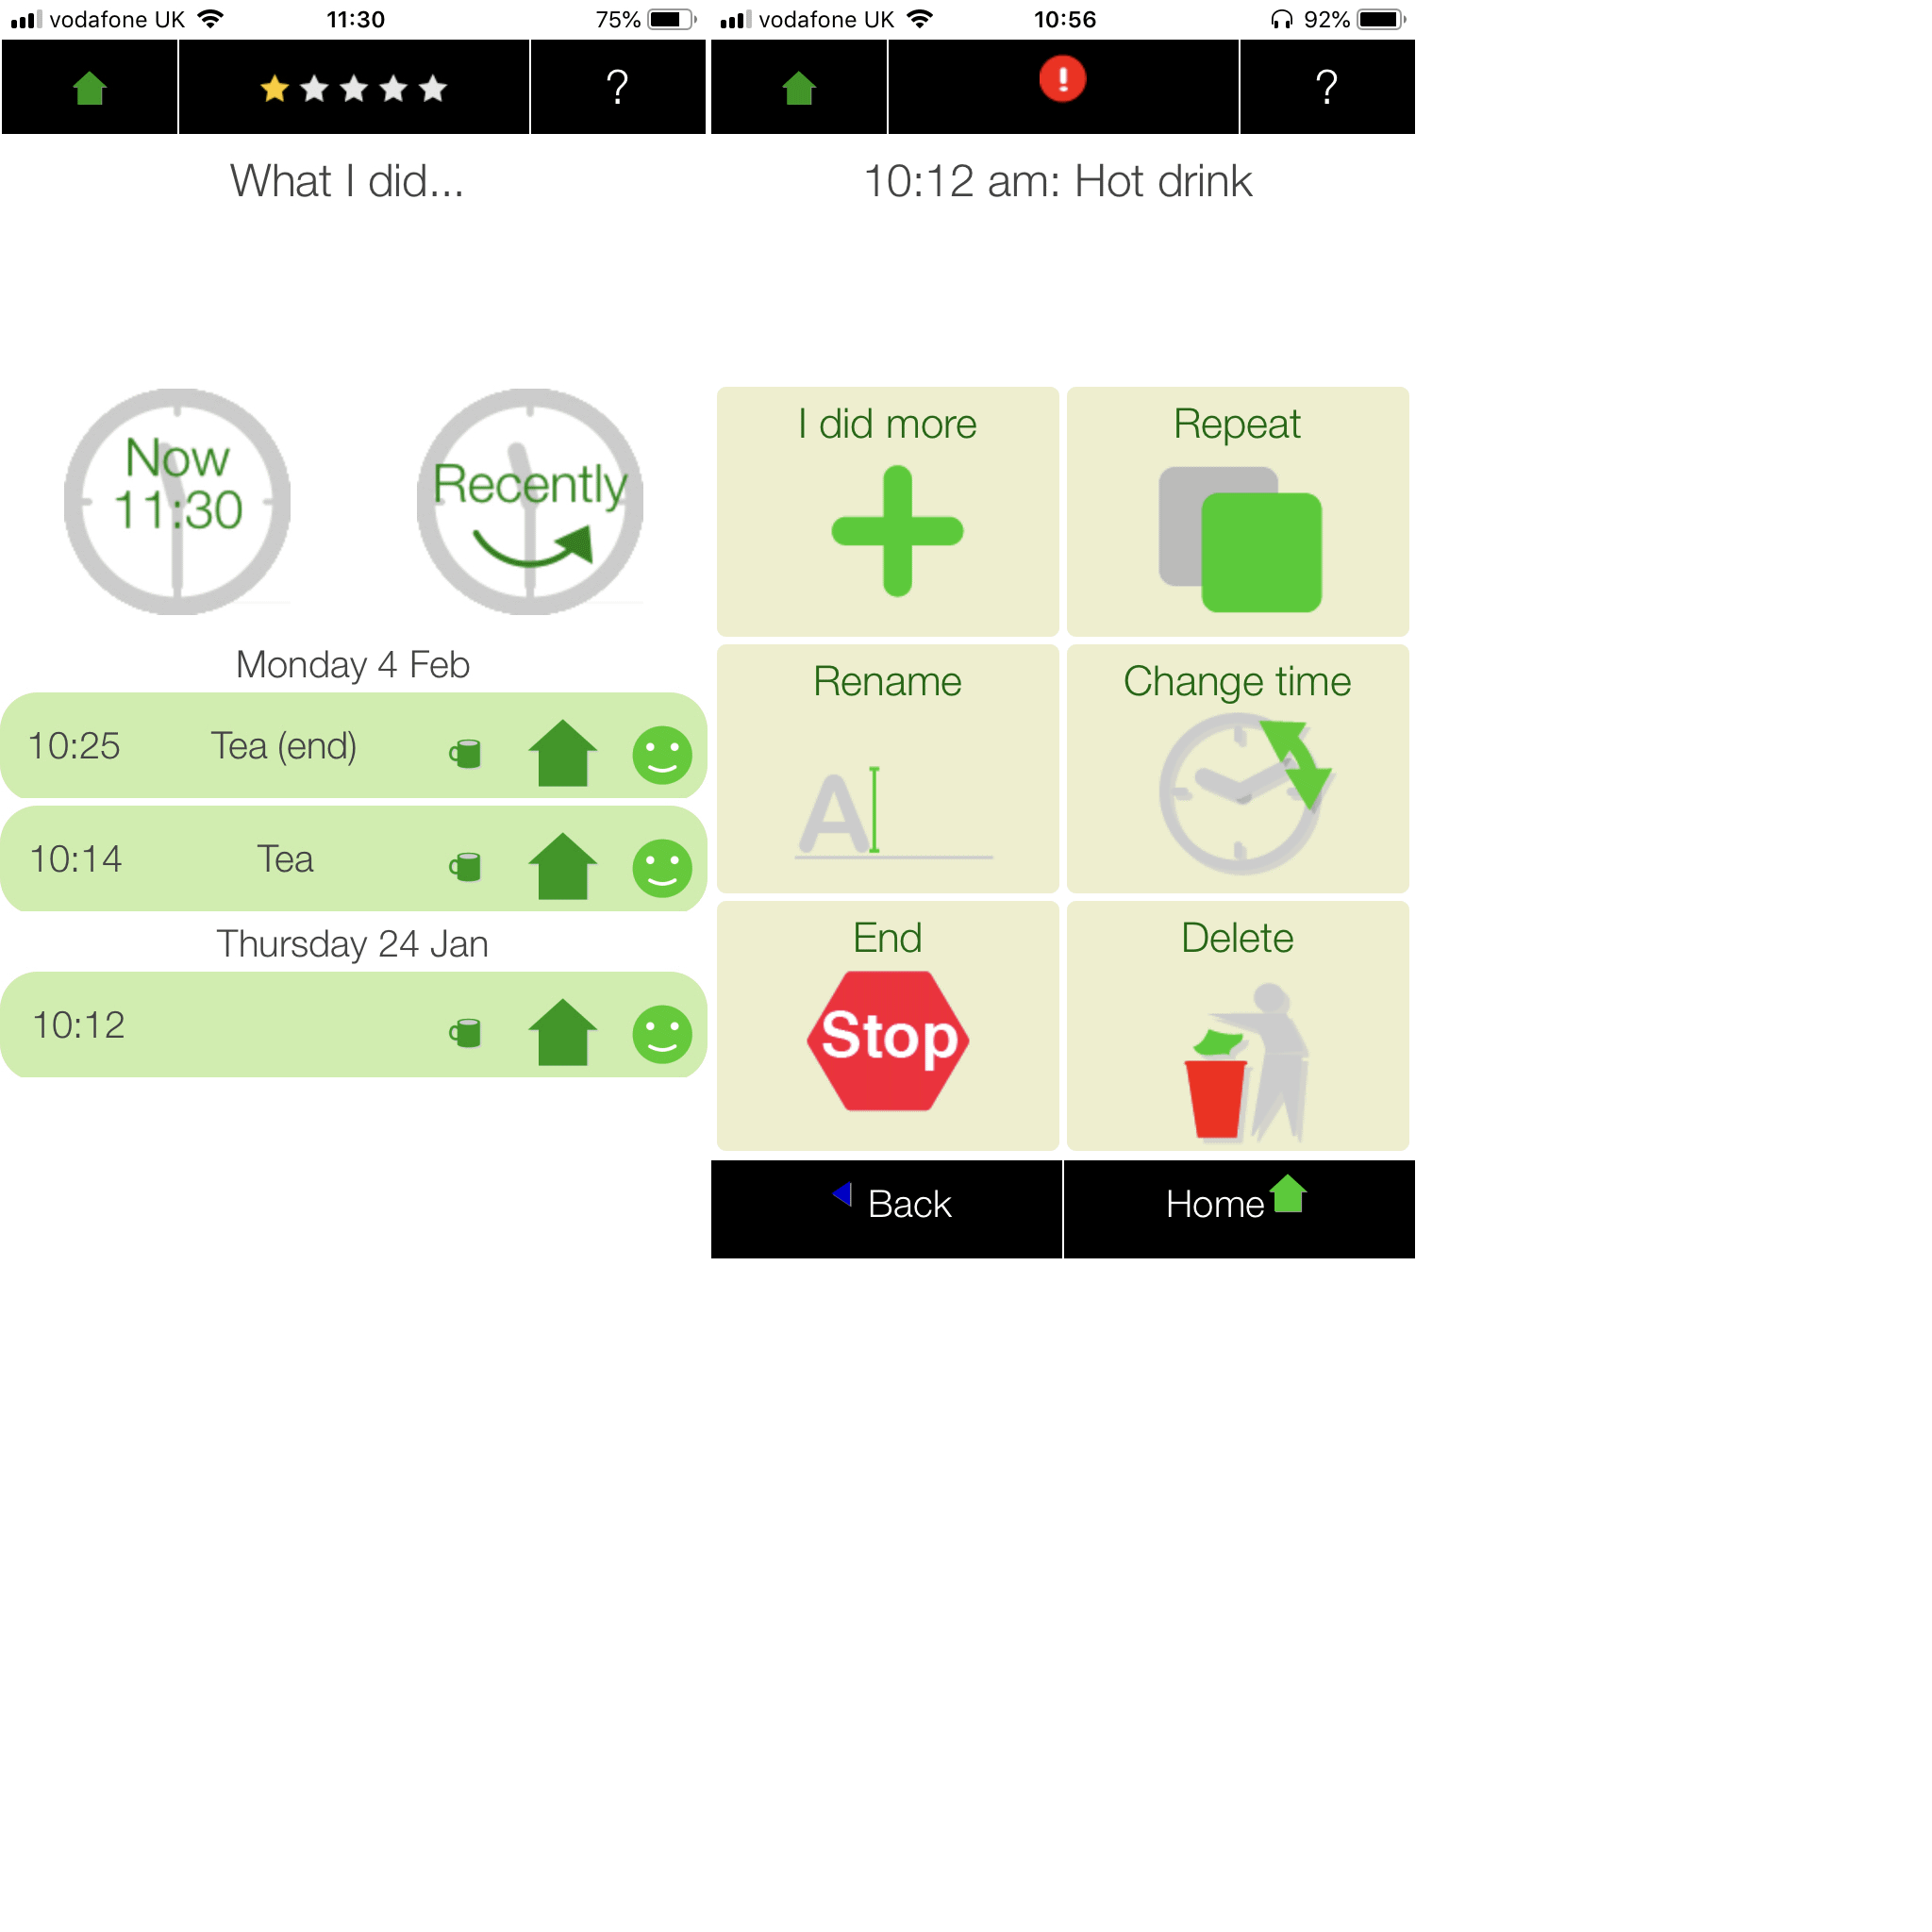 vodafone UK 11:30 75%
?
What I did...
Now
11:30
Recently
Monday 4 Feb
10:25 Tea (end)
10:14 Tea
Thursday 24 Jan
10:12
vodafone UK 10:56 92%
!
?
10:12 am: Hot drink
I did more
Repeat
Rename
A
Change time
End
Stop
Delete
Back
Home